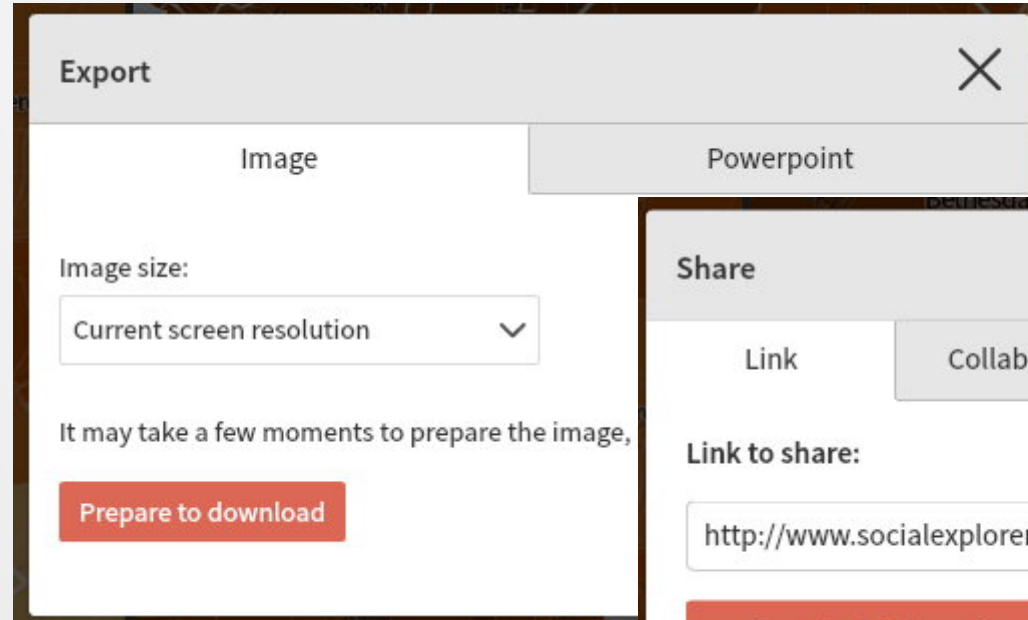 Export
Image
Powerpoint
Image size:
Current screen resolution
It may take a few moments to prepare the image,
Prepare to download
Share
Link
Collab
Link to share:
http://www.socialexplorer